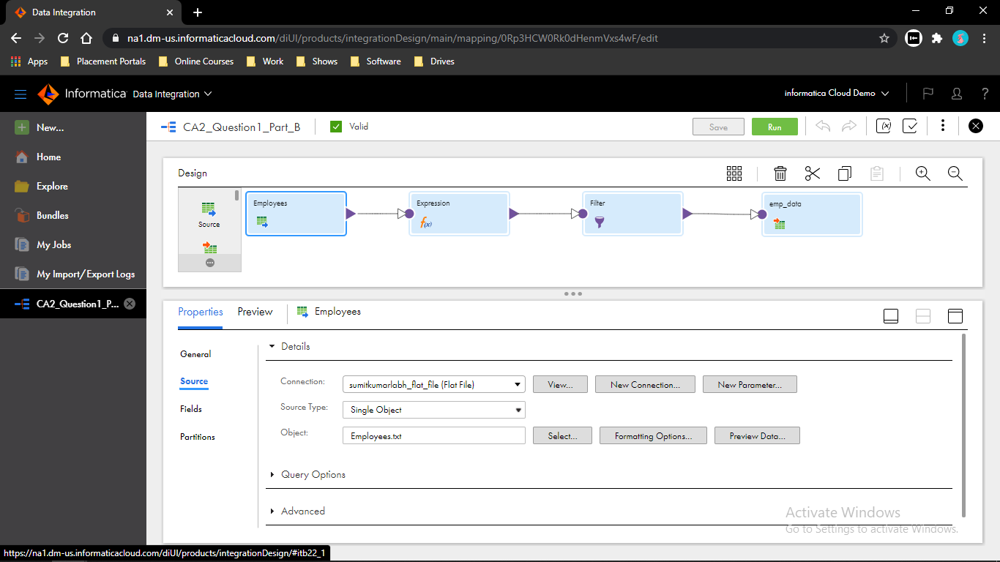 Data Integration
na1.dm-us.informaticacloud.com/diUI/products/integrationDesign/main/mapping/0Rp3HCW0Rk0dHenmVxs4wF/edit
Apps Placement Portals Online Courses Work Shows Software Drives
Informatica Data Integration informatica Cloud Demo ?
New... CA2_Question1_Part_B Valid Save Run (x)
Home
Explore
Bundles
My Jobs
My Import/Export Logs
CA2_Question1_P...
Design
Source
Employees Expression Filter emp_data
f(x)
Properties Preview Employees
General
Source
Fields
Partitions
Details
Connection: sumitkumarlabh_flat_file (Flat File) View... New Connection... New Parameter...
Source Type: Single Object
Object: Employees.txt Select... Formatting Options... Preview Data...
Query Options
Advanced
Activate Windows
Go to Settings to activate Windows.
https://na1.dm-us.informaticacloud.com/diUI/products/integrationDesign/#itb22_1